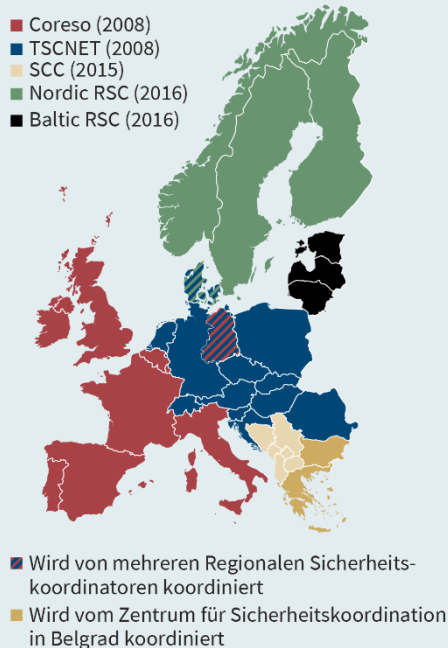 Coreso (2008)
TSCNET (2008)
SCC (2015)
Nordic RSC (2016)
Baltic RSC (2016)
Wird von mehreren Regionalen Sicherheits-
koordinatoren koordiniert
Wird vom Zentrum für Sicherheitskoordination
in Belgrad koordiniert